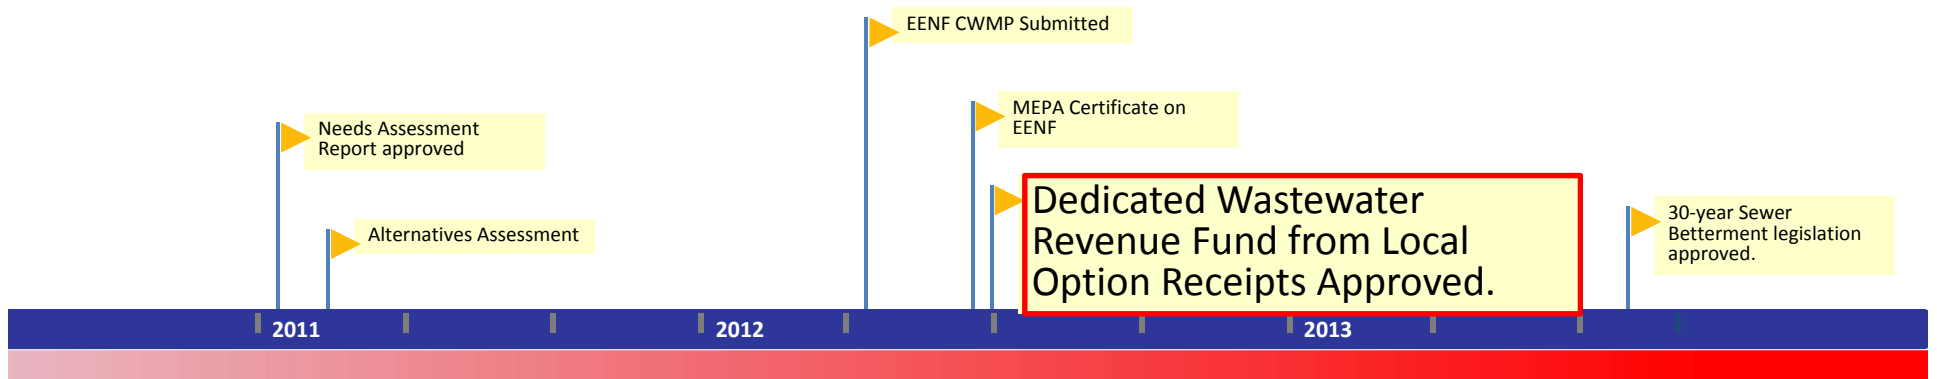 EENF CWMP Submitted
MEPA Certificate on
EENF
Needs Assessment
Report approved
Dedicated Wastewater
Revenue Fund from Local
Option Receipts Approved.
30-year Sewer
Betterment legislation
approved.
Alternatives Assessment
2011
2012
2013